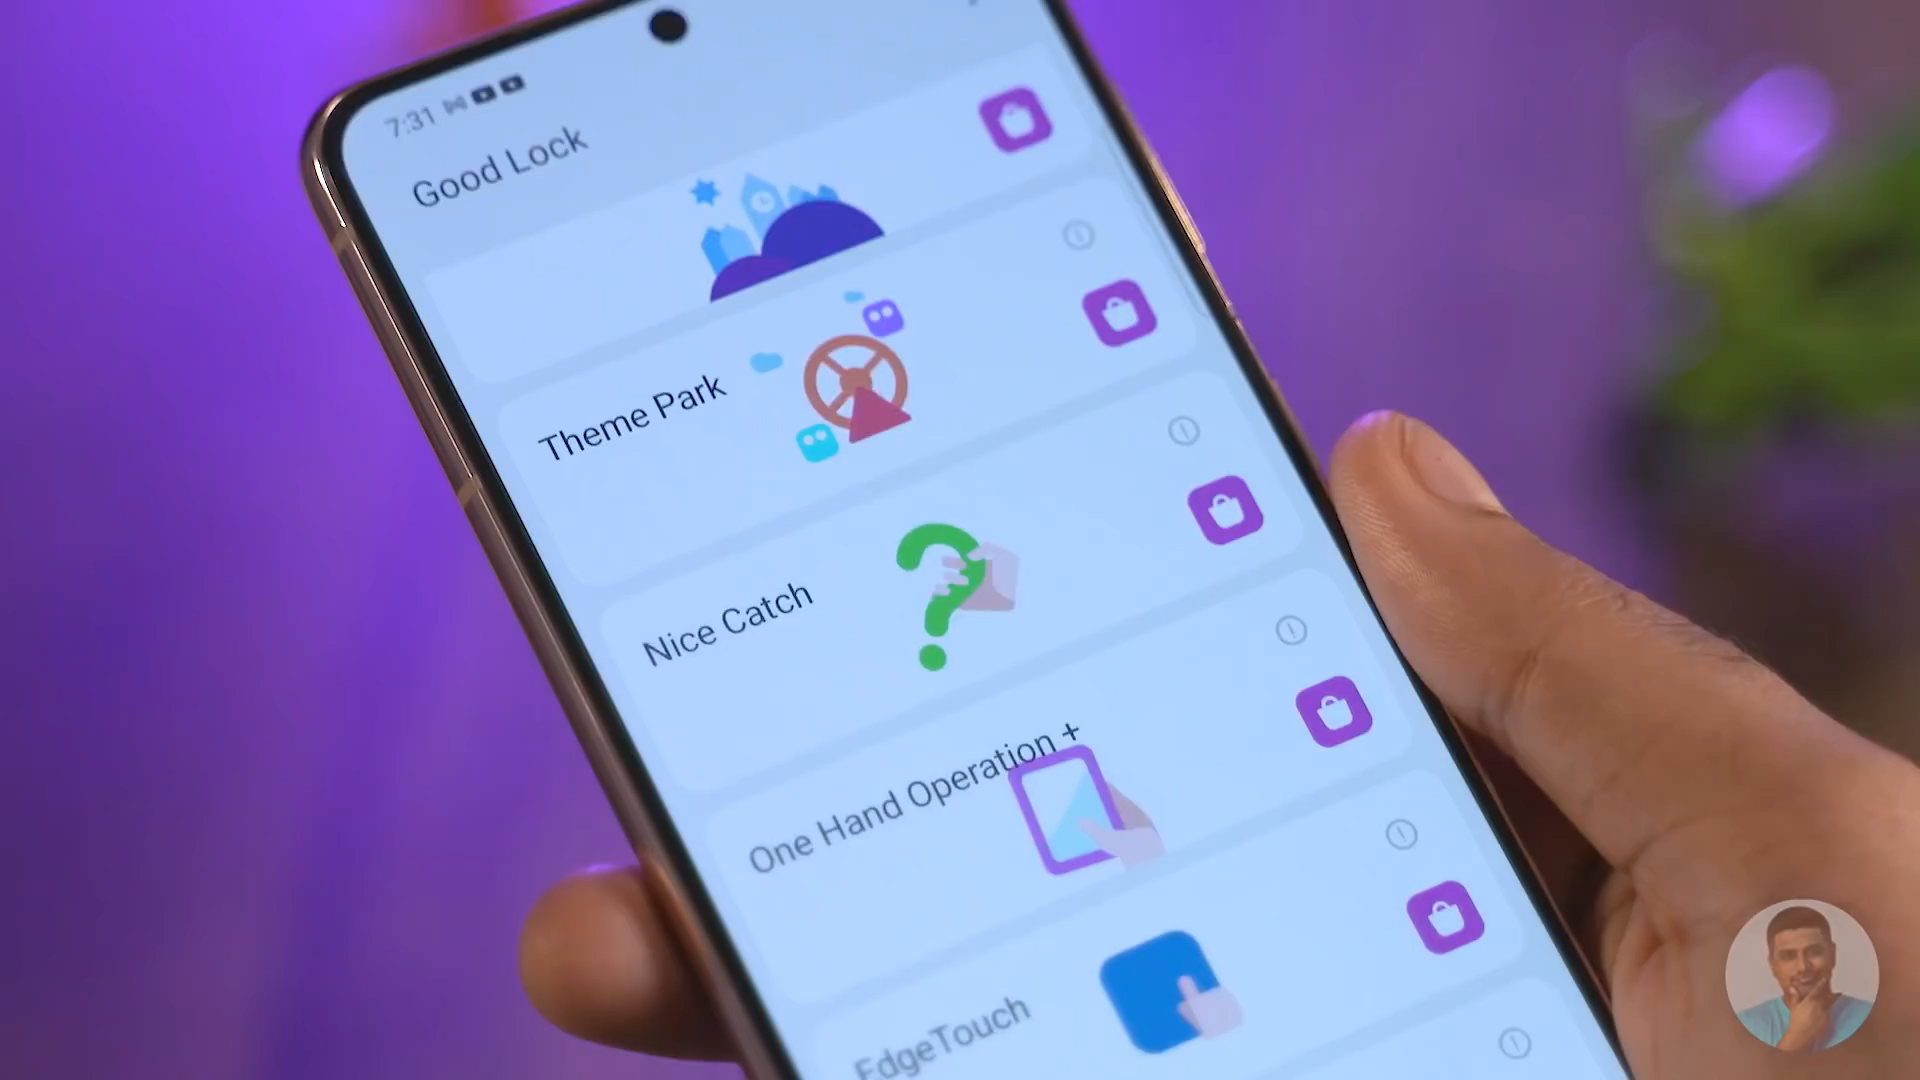 7:31
Good Lock
Theme Park
Nice Catch
One Hand Operation +
EdgeTouch